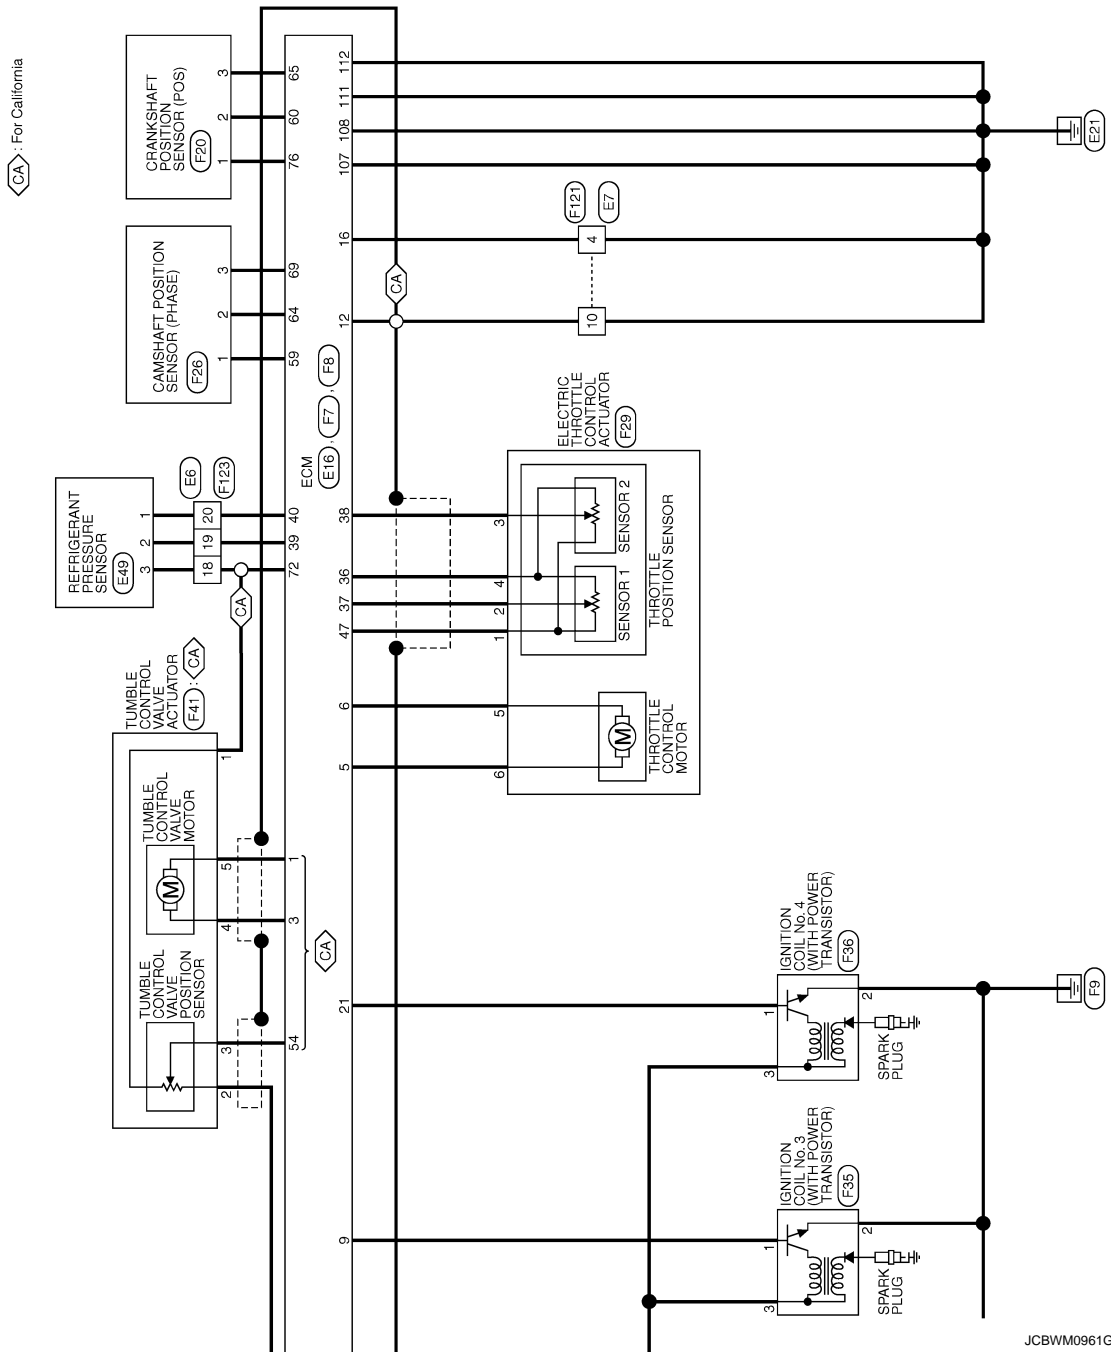 CA : For California
CRANKSHAFT
POSITION
SENSOR (POS)
F20
3
2
1
65
60
76
CAMSHAFT POSITION
SENSOR (PHASE)
F26
3
2
1
69
64
59
REFRIGERANT
PRESSURE
SENSOR
E49
1
2
3
E6
F123
20
19
18
40
39
72
CA
TUMBLE
CONTROL
VALVE
ACTUATOR
F41 : CA
1
TUMBLE
CONTROL
VALVE
MOTOR
M
5
4
1
3
CA
TUMBLE
CONTROL
VALVE
POSITION
SENSOR
3
2
54
ECM
E16 , F7 , F8
112
111
108
107
16
12
CA
F121
E7
4
10
E21
38
36
37
47
6
5
ELECTRIC
THROTTLE
CONTROL
ACTUATOR
F29
3
4
2
1
5
6
SENSOR 2
SENSOR 1
THROTTLE
POSITION SENSOR
M
THROTTLE
CONTROL
MOTOR
21
IGNITION
COIL No. 4
(WITH POWER
TRANSISTOR)
F36
1
2
3
SPARK
PLUG
F9
9
IGNITION
COIL No. 3
(WITH POWER
TRANSISTOR)
F35
1
2
3
SPARK
PLUG
JCBWM0961G